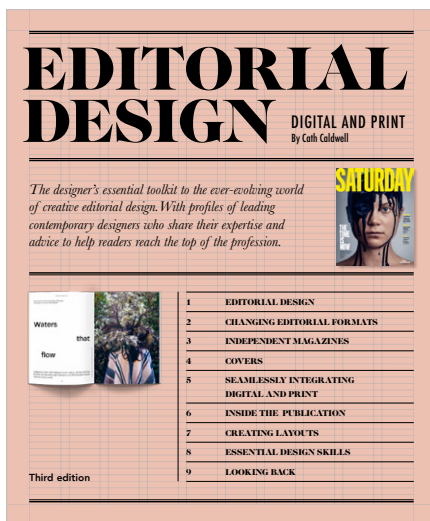 EDITORIAL
DESIGN
DIGITAL AND PRINT
By Cath Caldwell
The designer's essential toolkit to the ever-evolving world
of creative editorial design. With profiles of leading
contemporary designers who share their expertise and
advice to help readers reach the top of the profession.
SATURDAY
Waters
that
flow
1 EDITORIAL DESIGN
2 CHANGING EDITORIAL FORMATS
3 INDEPENDENT MAGAZINES
4 COVERS
5 SEAMLESSLY INTEGRATING
DIGITAL AND PRINT
6 INSIDE THE PUBLICATION
7 CREATING LAYOUTS
8 ESSENTIAL DESIGN SKILLS
9 LOOKING BACK
Third edition